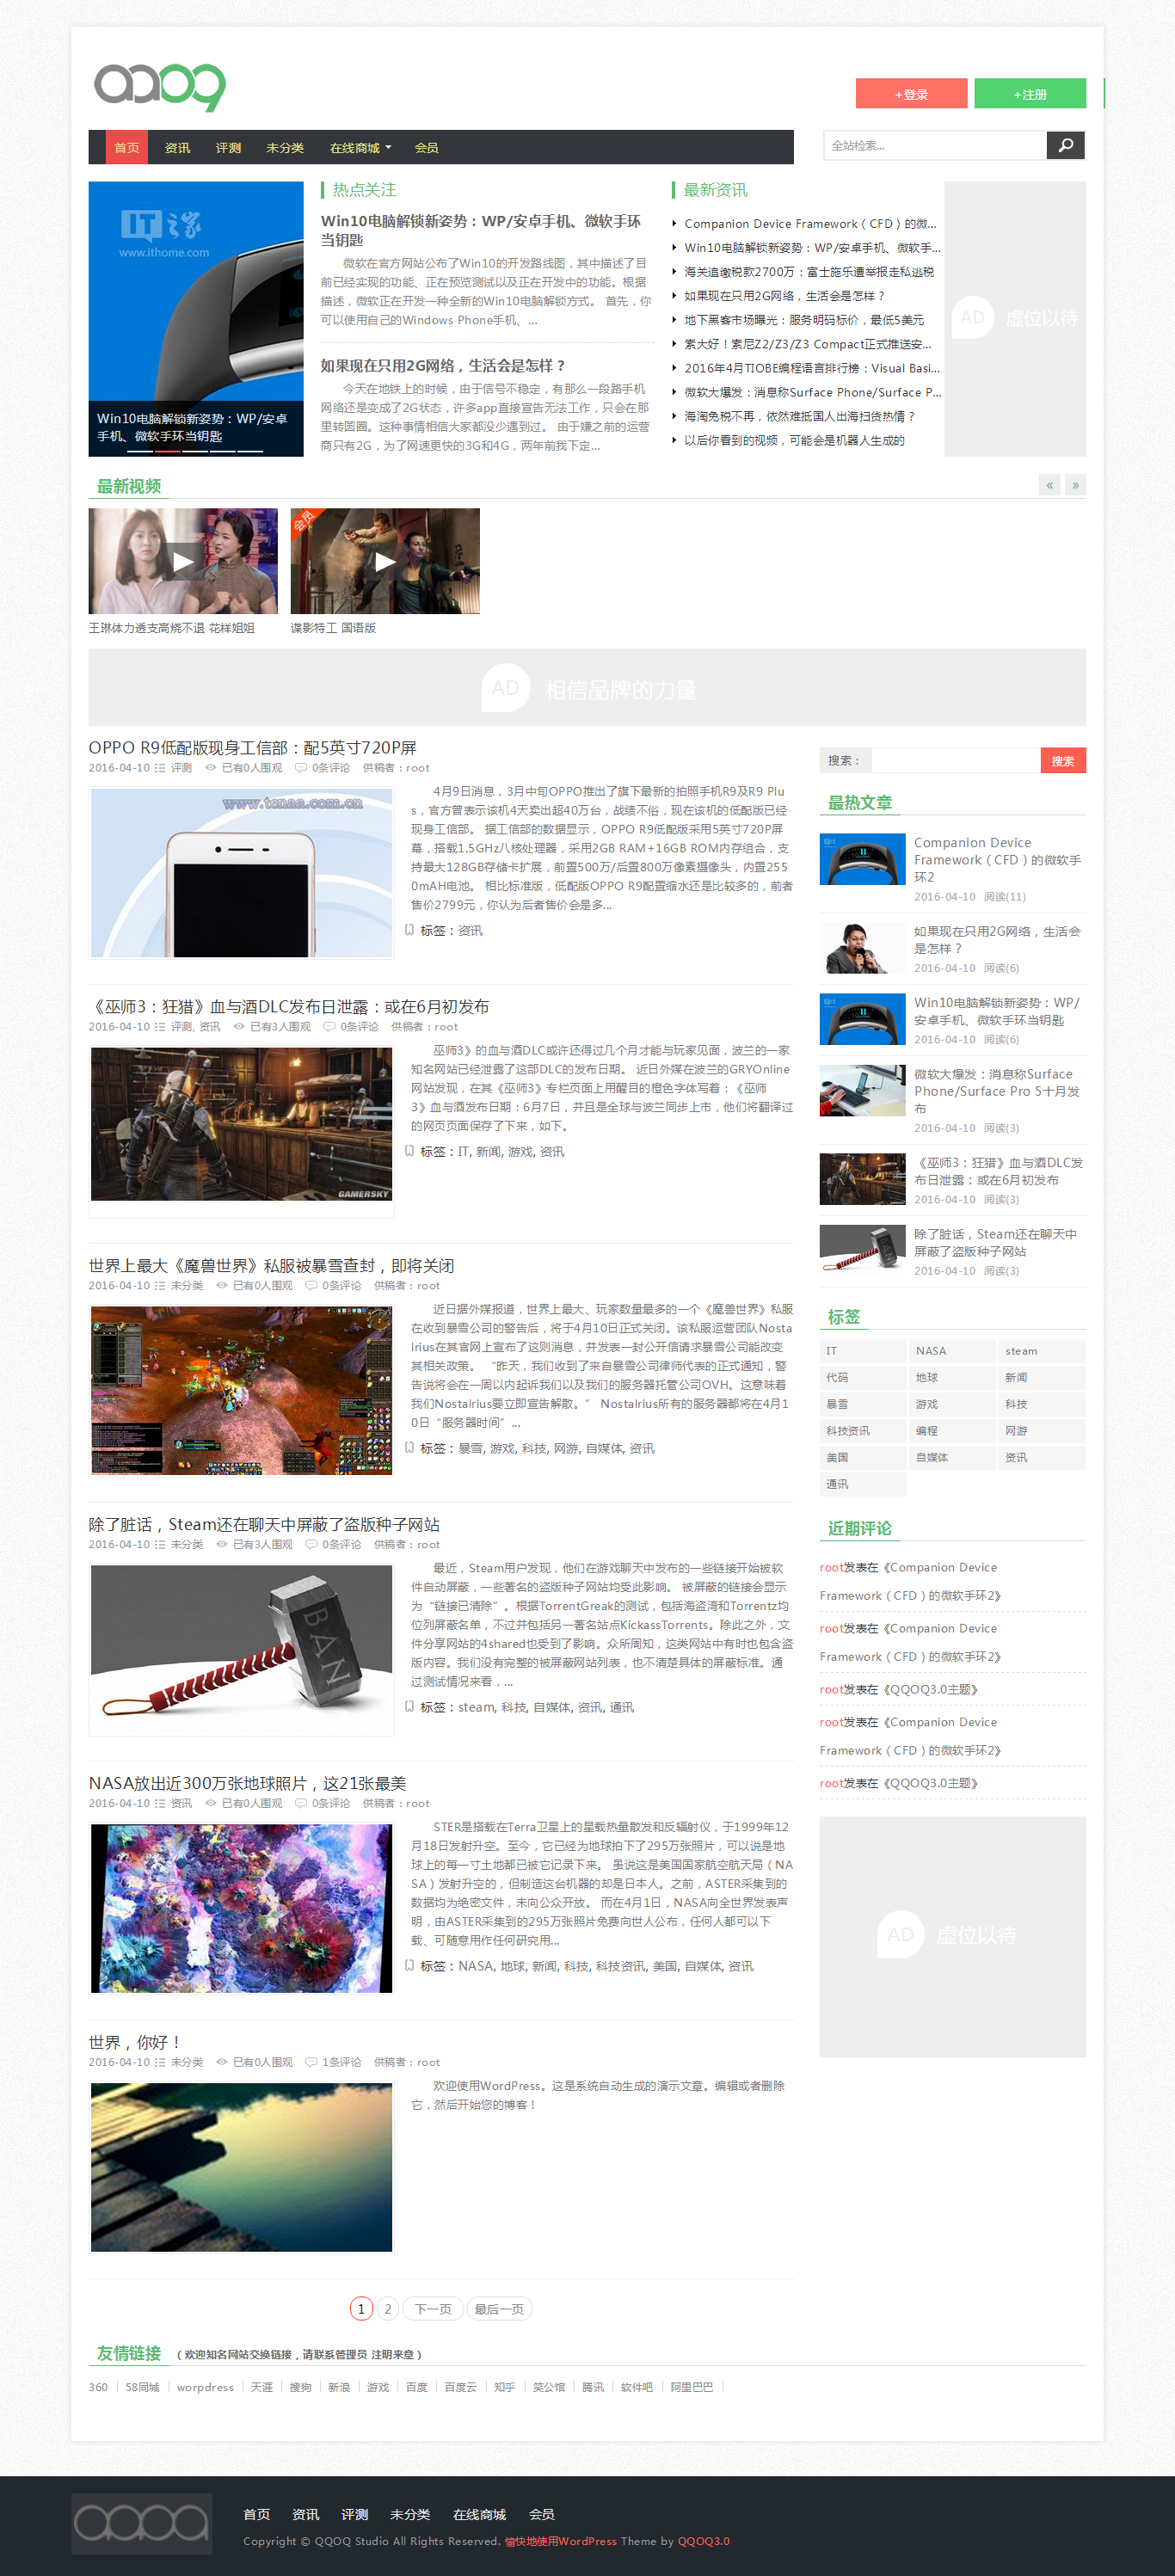 QQOQ
+登录
+注册
首页 资讯 评测 未分类 在线商城 会员
全站检索...
IT之家
www.ithome.com
Win10电脑解锁新姿势：WP/安卓
手机、微软手环当钥匙
热点关注
Win10电脑解锁新姿势：WP/安卓手机、微软手环
当钥匙
微软在官方网站公布了Win10的开发路线图，其中描述了目
前已经实现的功能、正在预览测试以及正在开发中的功能。根据
描述，微软正在开发一种全新的Win10电脑解锁方式。 首先，你
可以使用自己的Windows Phone手机、...
如果现在只用2G网络，生活会是怎样？
今天在地铁上的时候，由于信号不稳定，有那么一段路手机
网络还是变成了2G状态，许多app直接宣告无法工作，只会在那
里转圆圈。这种事情相信大家都没少遇到过。 由于嫌之前的运营
商只有2G，为了网速更快的3G和4G，两年前我下定...
最新资讯
Companion Device Framework（CFD）的微...
Win10电脑解锁新姿势：WP/安卓手机、微软手...
海关追缴税款2700万：富士施乐遭举报走私逃税
如果现在只用2G网络，生活会是怎样？
地下黑客市场曝光：服务明码标价，最低5美元
索大好！索尼Z2/Z3/Z3 Compact正式推送安...
2016年4月TIOBE编程语言排行榜：Visual Basi...
微软大爆发：消息称Surface Phone/Surface P...
海淘免税不再，依然难抵国人出海扫货热情？
以后你看到的视频，可能会是机器人生成的
AD 虚位以待
最新视频
« »
会员
王琳体力透支高烧不退 花样姐姐
谍影特工 国语版
AD 相信品牌的力量
OPPO R9低配版现身工信部：配5英寸720P屏
2016-04-10 评测 已有0人围观 0条评论 供稿者：root
www.tenaa.com.cn
4月9日消息，3月中旬OPPO推出了旗下最新的拍照手机R9及R9 Plu
s，官方曾表示该机4天卖出超40万台，战绩不俗，现在该机的低配版已经
现身工信部。 据工信部的数据显示，OPPO R9低配版采用5英寸720P屏
幕，搭载1.5GHz八核处理器，采用2GB RAM+16GB ROM内存组合，支
持最大128GB存储卡扩展，前置500万/后置800万像素摄像头，内置255
0mAH电池。 相比标准版，低配版OPPO R9配置缩水还是比较多的，前者
售价2799元，你认为后者售价会是多...
标签：资讯
《巫师3：狂猎》血与酒DLC发布日泄露：或在6月初发布
2016-04-10 评测, 资讯 已有3人围观 0条评论 供稿者：root
GAMERSKY
巫师3》的血与酒DLC或许还得过几个月才能与玩家见面，波兰的一家
知名网站已经泄露了这部DLC的发布日期。 近日外媒在波兰的GRYOnline
网站发现，在其《巫师3》专栏页面上用醒目的橙色字体写着：《巫师
3》血与酒发布日期：6月7日，并且是全球与波兰同步上市，他们将翻译过
的网页页面保存了下来，如下。
标签：IT, 新闻, 游戏, 资讯
世界上最大《魔兽世界》私服被暴雪查封，即将关闭
2016-04-10 未分类 已有0人围观 0条评论 供稿者：root
近日据外媒报道，世界上最大、玩家数量最多的一个《魔兽世界》私服
在收到暴雪公司的警告后，将于4月10日正式关闭。该私服运营团队Nosta
lrius在其官网上宣布了这则消息，并发表一封公开信请求暴雪公司能改变
其相关政策。 “昨天，我们收到了来自暴雪公司律师代表的正式通知，警
告说将会在一周以内起诉我们以及我们的服务器托管公司OVH。这意味着
我们Nostalrius要立即宣告解散。” Nostalrius所有的服务器都将在4月1
0日“服务器时间”...
标签：暴雪, 游戏, 科技, 网游, 自媒体, 资讯
除了脏话，Steam还在聊天中屏蔽了盗版种子网站
2016-04-10 未分类 已有3人围观 0条评论 供稿者：root
BAN
最近，Steam用户发现，他们在游戏聊天中发布的一些链接开始被软
件自动屏蔽，一些著名的盗版种子网站均受此影响。 被屏蔽的链接会显示
为“链接已清除”。根据TorrentGreak的测试，包括海盗湾和Torrentz均
位列屏蔽名单，不过并包括另一著名站点KickassTorrents。除此之外，文
件分享网站的4shared也受到了影响。众所周知，这类网站中有时也包含盗
版内容。我们没有完整的被屏蔽网站列表，也不清楚具体的屏蔽标准。通
过测试情况来看，...
标签：steam, 科技, 自媒体, 资讯, 通讯
NASA放出近300万张地球照片，这21张最美
2016-04-10 资讯 已有0人围观 0条评论 供稿者：root
STER是搭载在Terra卫星上的星载热量散发和反辐射仪，于1999年12
月18日发射升空。至今，它已经为地球拍下了295万张照片，可以说是地
球上的每一寸土地都已被它记录下来。 虽说这是美国国家航空航天局（NA
SA）发射升空的，但制造这台机器的却是日本人。之前，ASTER采集到的
数据均为绝密文件，未向公众开放。 而在4月1日，NASA向全世界发表声
明，由ASTER采集到的295万张照片免费向世人公布，任何人都可以下
载、可随意用作任何研究用...
标签：NASA, 地球, 新闻, 科技, 科技资讯, 美国, 自媒体, 资讯
世界，你好！
2016-04-10 未分类 已有0人围观 1条评论 供稿者：root
欢迎使用WordPress。这是系统自动生成的演示文章。编辑或者删除
它，然后开始您的博客！
1 2 下一页 最后一页
搜索： 搜索
最热文章
Companion Device
Framework（CFD）的微软手
环2
2016-04-10 阅读(11)
如果现在只用2G网络，生活会
是怎样？
2016-04-10 阅读(6)
Win10电脑解锁新姿势：WP/
安卓手机、微软手环当钥匙
2016-04-10 阅读(6)
微软大爆发：消息称Surface
Phone/Surface Pro 5十月发
布
2016-04-10 阅读(3)
《巫师3：狂猎》血与酒DLC发
布日泄露：或在6月初发布
2016-04-10 阅读(3)
除了脏话，Steam还在聊天中
屏蔽了盗版种子网站
2016-04-10 阅读(3)
标签
IT NASA steam
代码 地球 新闻
暴雪 游戏 科技
科技资讯 编程 网游
美国 自媒体 资讯
通讯
近期评论
root发表在《Companion Device
Framework（CFD）的微软手环2》
root发表在《Companion Device
Framework（CFD）的微软手环2》
root发表在《QQOQ3.0主题》
root发表在《Companion Device
Framework（CFD）的微软手环2》
root发表在《QQOQ3.0主题》
AD 虚位以待
友情链接 （欢迎知名网站交换链接，请联系管理员 注明来意）
360 58同城 worpdress 天涯 搜狗 新浪 游戏 百度 百度云 知乎 笑公馆 腾讯 软件吧 阿里巴巴
首页 资讯 评测 未分类 在线商城 会员
Copyright © QQOQ Studio All Rights Reserved. 愉快地使用WordPress Theme by QQOQ3.0